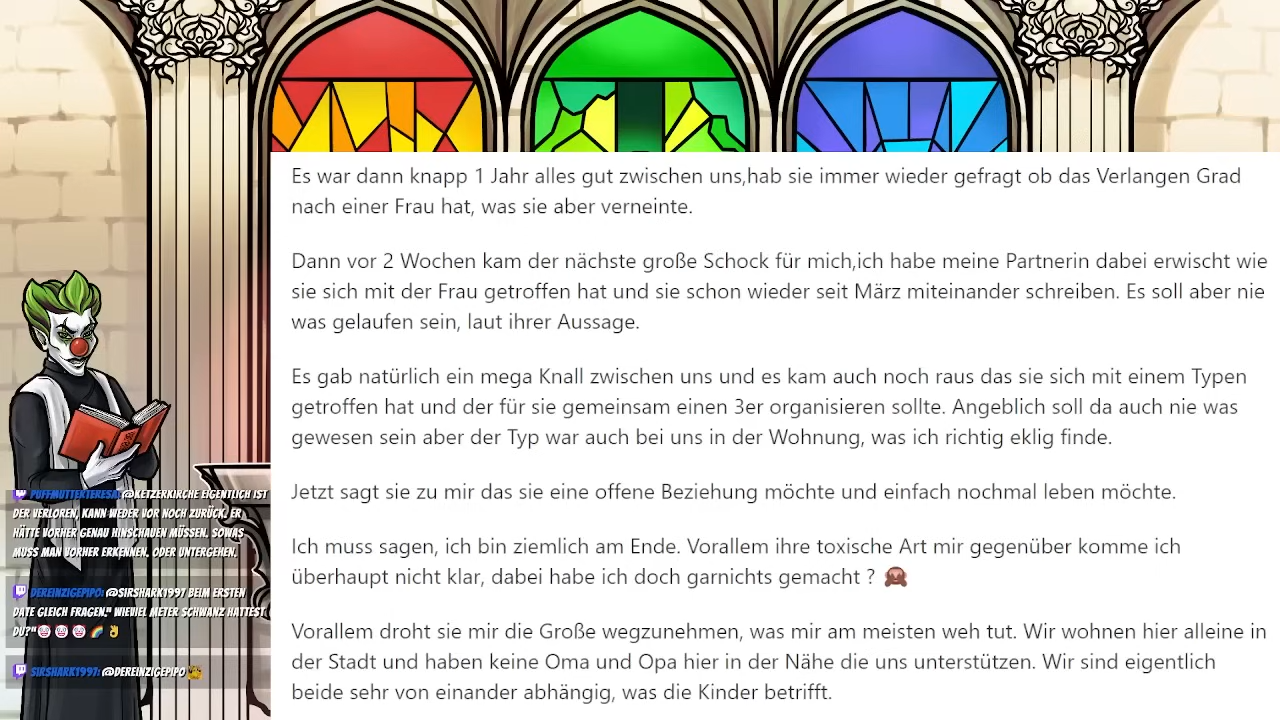 Es war dann knapp 1 Jahr alles gut zwischen uns,hab sie immer wieder gefragt ob das Verlangen Grad
nach einer Frau hat, was sie aber verneinte.
Dann vor 2 Wochen kam der nächste große Schock für mich,ich habe meine Partnerin dabei erwischt wie
sie sich mit der Frau getroffen hat und sie schon wieder seit März miteinander schreiben. Es soll aber nie
was gelaufen sein, laut ihrer Aussage.
Es gab natürlich ein mega Knall zwischen uns und es kam auch noch raus das sie sich mit einem Typen
getroffen hat und der für sie gemeinsam einen 3er organisieren sollte. Angeblich soll da auch nie was
gewesen sein aber der Typ war auch bei uns in der Wohnung, was ich richtig eklig finde.
Jetzt sagt sie zu mir das sie eine offene Beziehung möchte und einfach nochmal leben möchte.
Ich muss sagen, ich bin ziemlich am Ende. Vorallem ihre toxische Art mir gegenüber komme ich
überhaupt nicht klar, dabei habe ich doch garnichts gemacht ? 🙈
Vorallem droht sie mir die Große wegzunehmen, was mir am meisten weh tut. Wir wohnen hier alleine in
der Stadt und haben keine Oma und Opa hier in der Nähe die uns unterstützen. Wir sind eigentlich
beide sehr von einander abhängig, was die Kinder betrifft.
PUFFMUTTERTERESA: @KETZERKIRCHE EIGENTLICH IST
DER VERLOREN, KANN WEDER VOR NOCH ZURÜCK. ER
HÄTTE VORHER GENAU HINSCHAUEN MÜSSEN. SOWAS
MUSS MAN VORHER ERKENNEN. ODER UNTERGEHEN.
DEREINZIGEPIPO: @SIRSHARK1997 BEIM ERSTEN
DATE GLEICH FRAGEN." WIEVIEL METER SCHWANZ HATTEST
DU?"🤡🤡🤡🌈👌
SIRSHARK1997: @DEREINZIGEPIPO